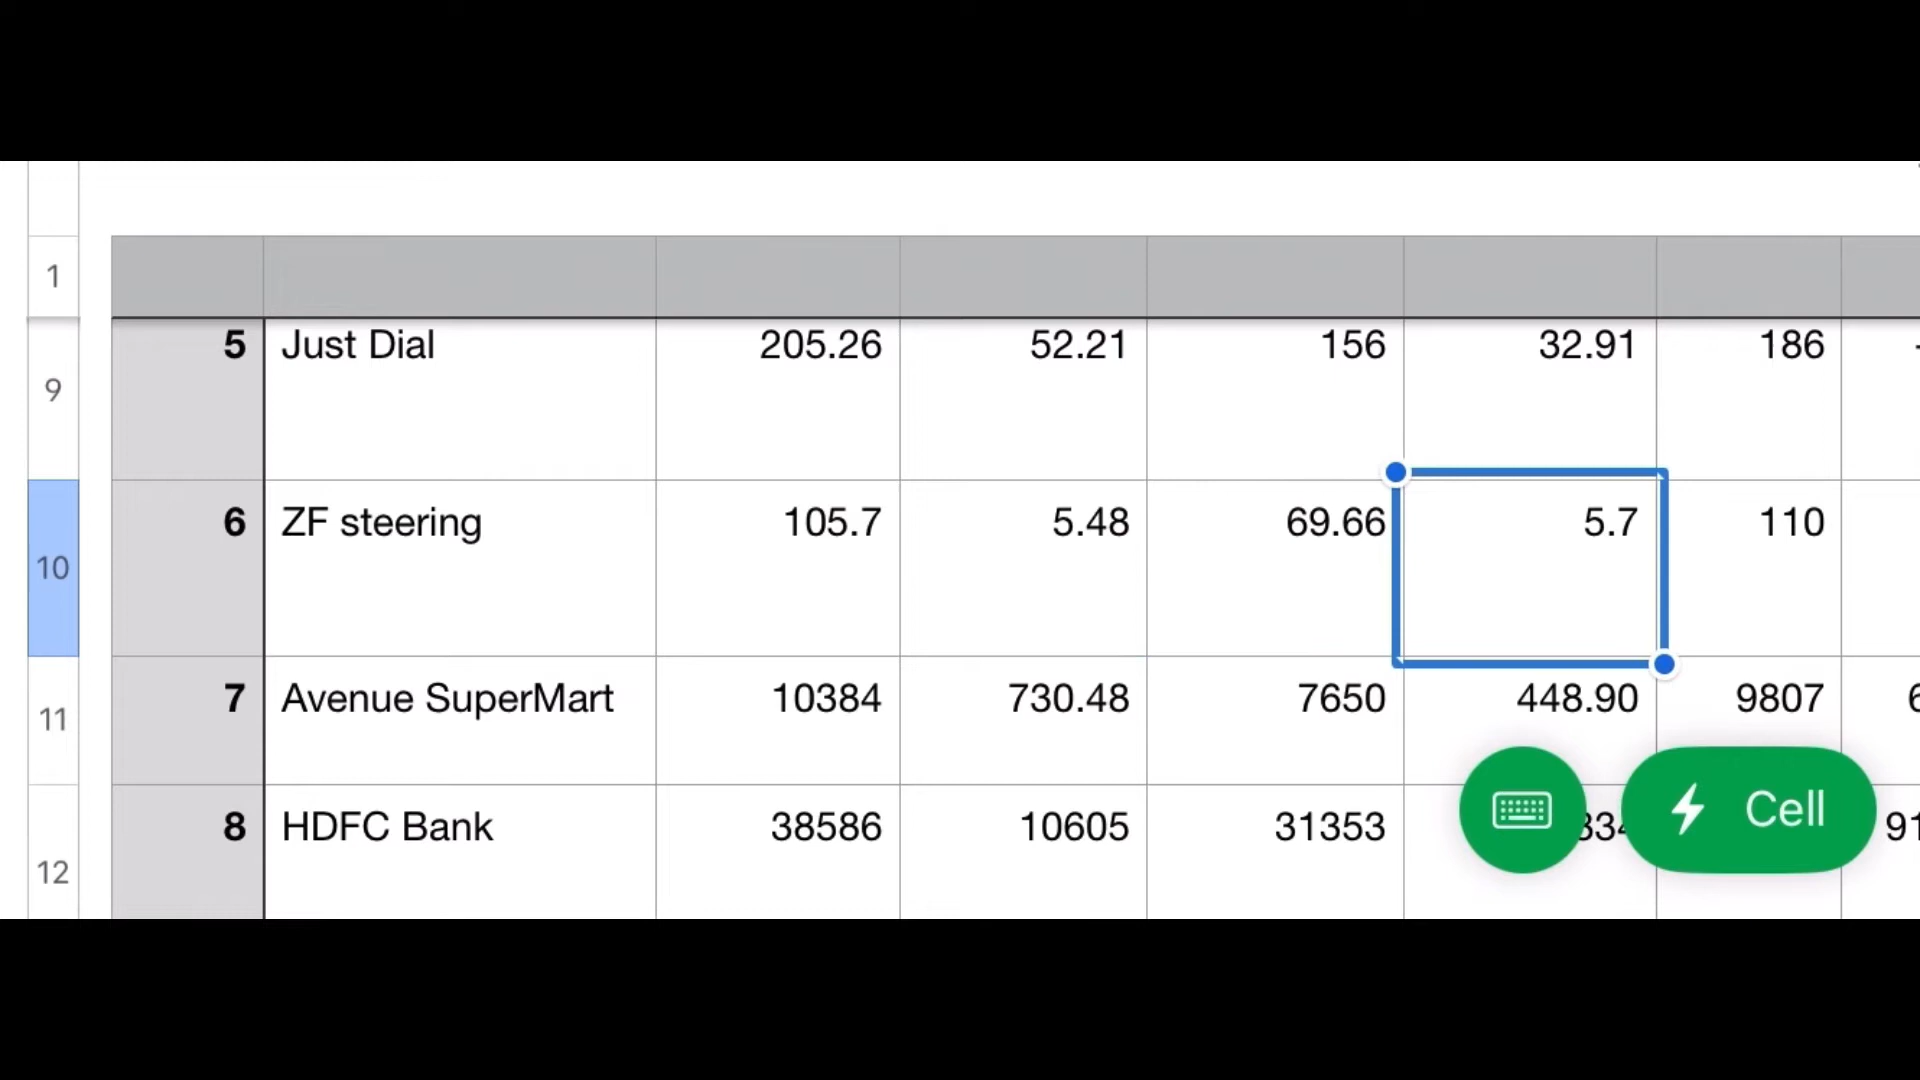 1
9 5 Just Dial 205.26 52.21 156 32.91 186
10 6 ZF steering 105.7 5.48 69.66 5.7 110
11 7 Avenue SuperMart 10384 730.48 7650 448.90 9807
12 8 HDFC Bank 38586 10605 31353
Cell